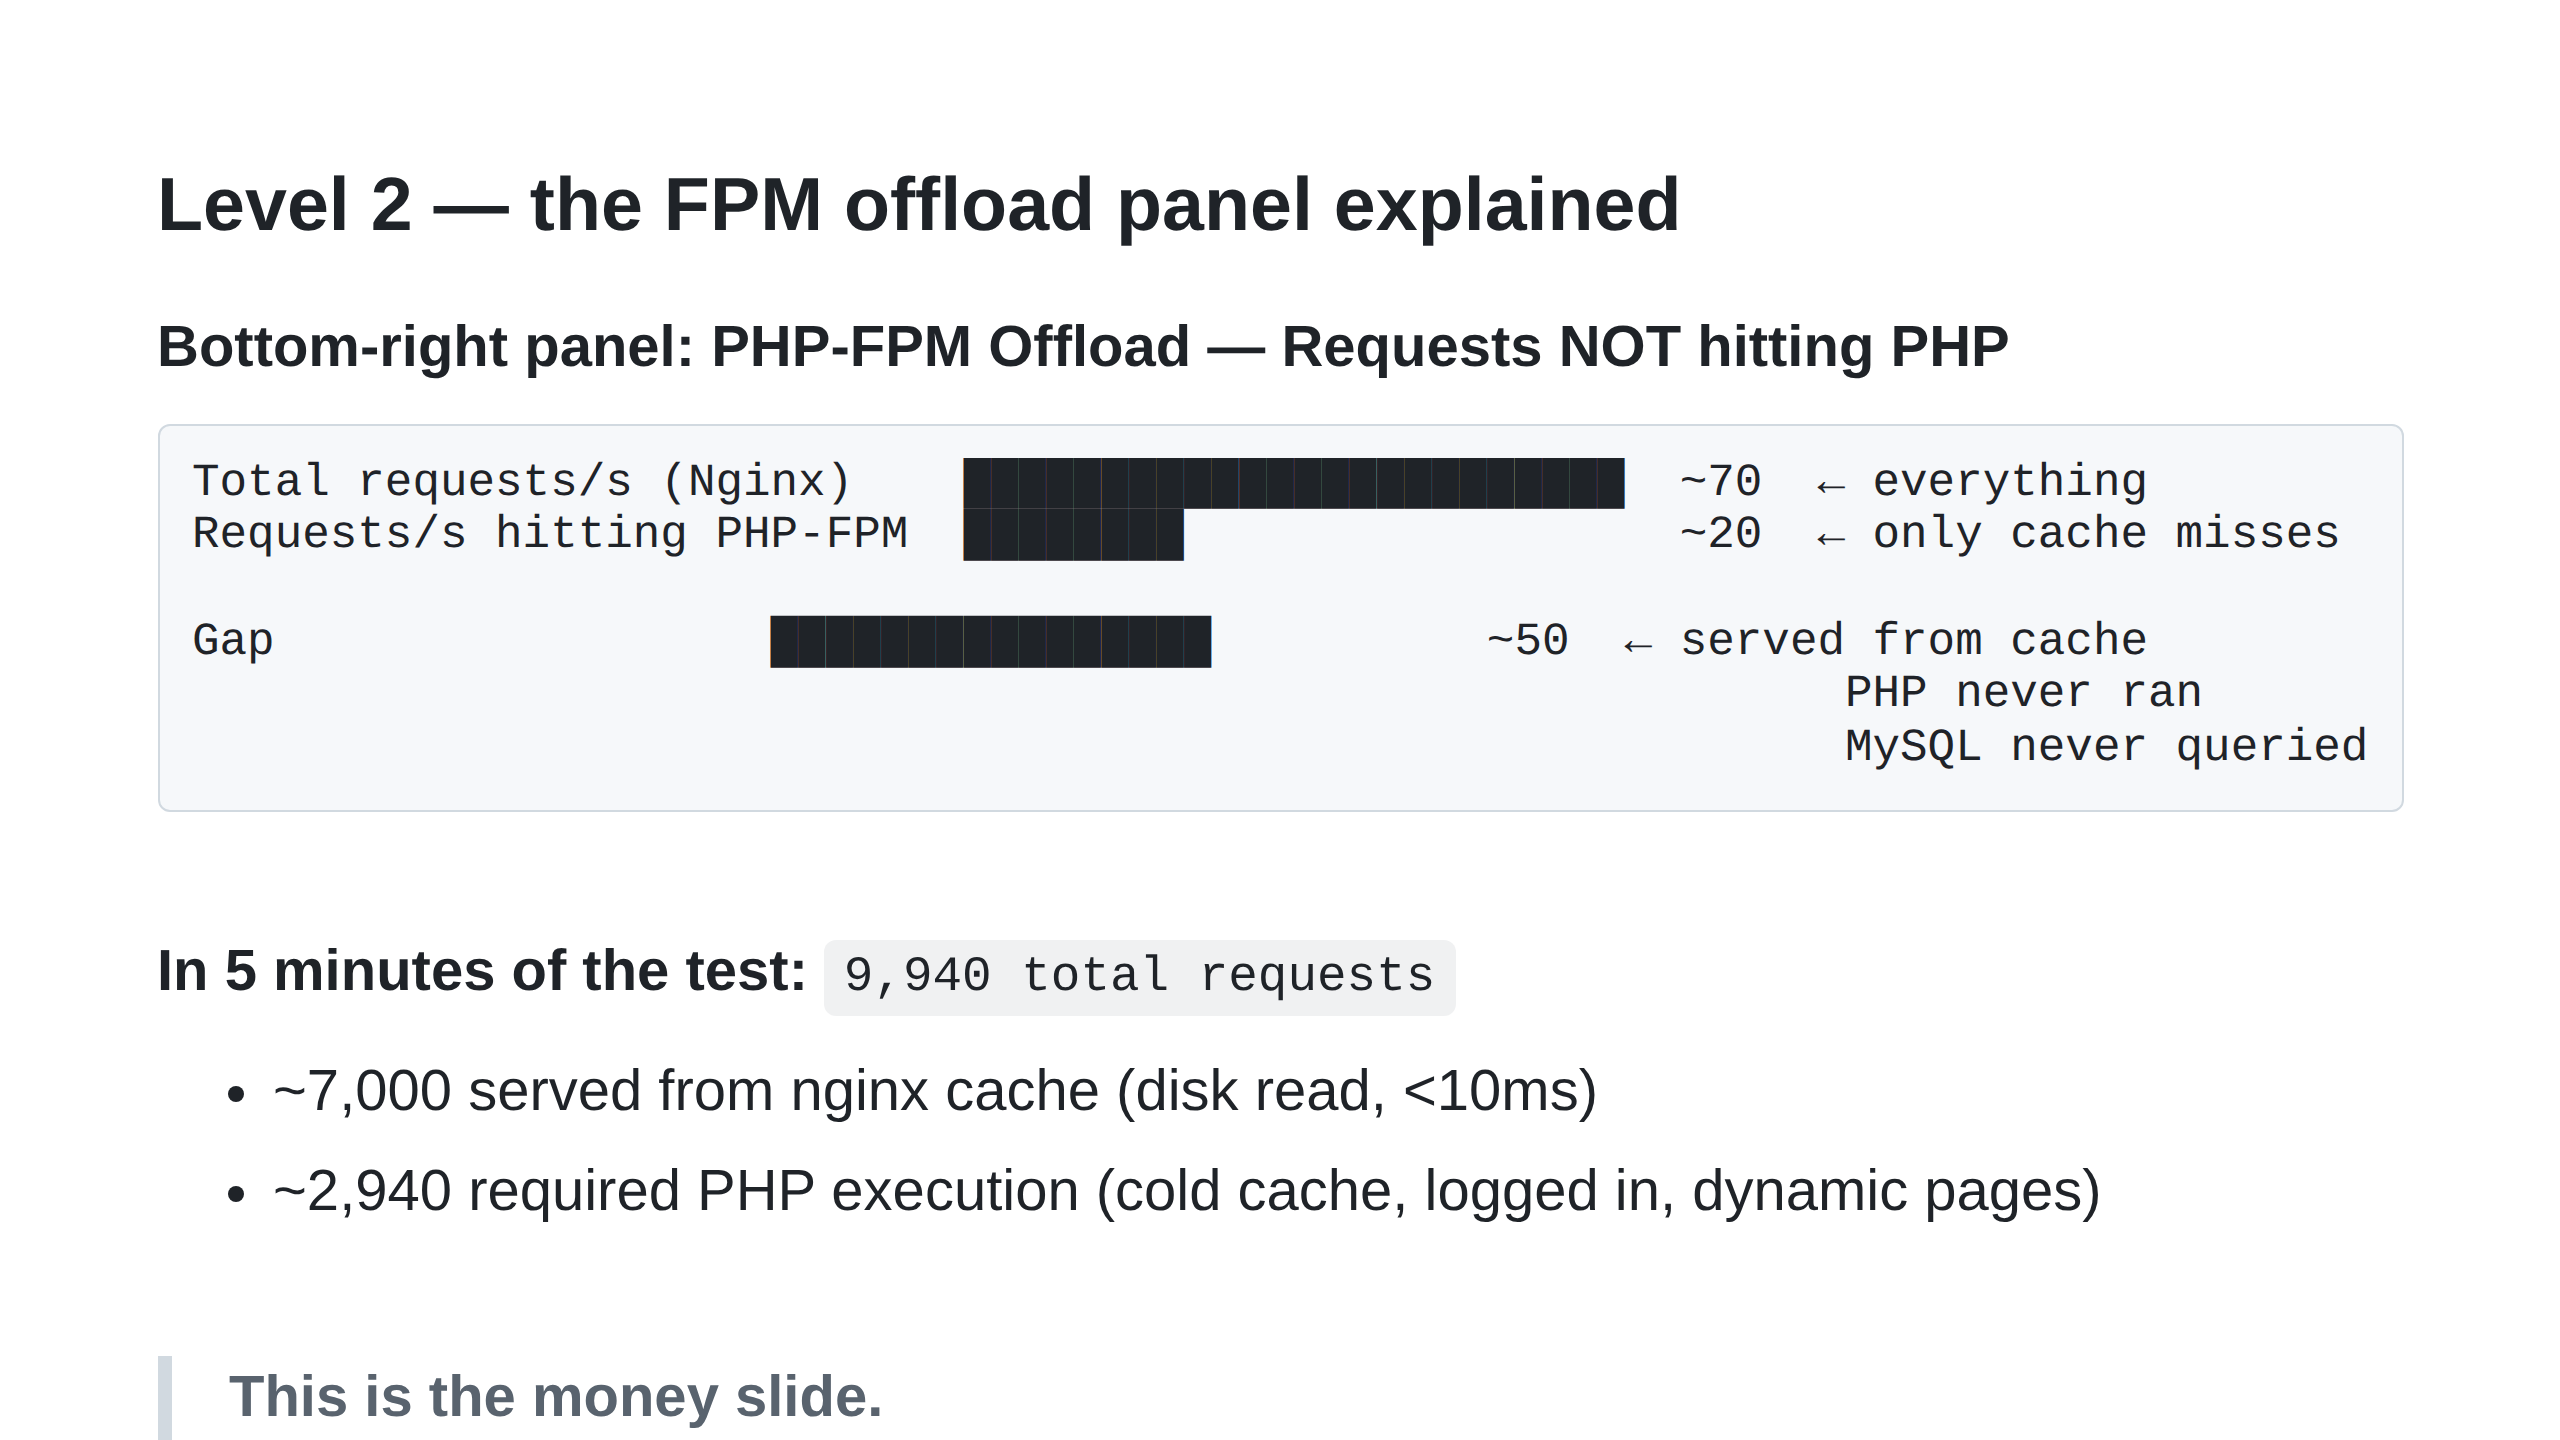 Level 2 — the FPM offload panel explained
Bottom-right panel: PHP-FPM Offload — Requests NOT hitting PHP
Total requests/s (Nginx)    ████████████████████████  ~70  ← everything
Requests/s hitting PHP-FPM  ████████                  ~20  ← only cache misses
Gap                  ████████████████          ~50  ← served from cache
PHP never ran
MySQL never queried
In 5 minutes of the test: 9,940 total requests
• ~7,000 served from nginx cache (disk read, <10ms)
• ~2,940 required PHP execution (cold cache, logged in, dynamic pages)
This is the money slide.